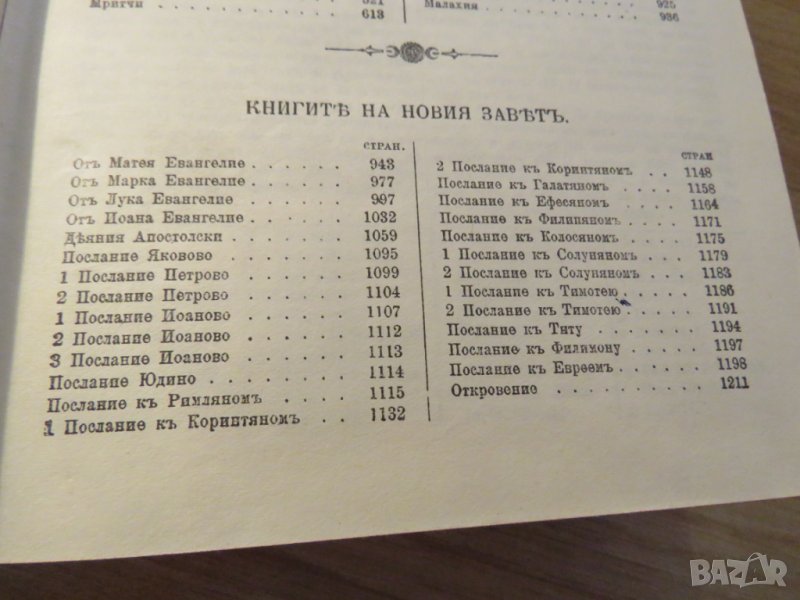 Притчи 521
613
Малахия 925
936
КНИГИТѢ НА НОВИЯ ЗАВѢТЪ.
СТРАН.
Отъ Матея Евангелие . . . . . . 943
Отъ Марка Евангелие . . . . . . 977
Отъ Лука Евангелие . . . . . . 997
Отъ Иоана Евангелие . . . . . . 1032
Дѣяния Апостолски . . . . . . . 1059
Послание Яковово . . . . . . . 1095
1 Послание Петрово . . . . . . 1099
2 Послание Петрово . . . . . . 1104
1 Послание Иоаново . . . . . . 1107
2 Послание Иоаново . . . . . . 1112
3 Послание Иоаново . . . . . . 1113
Послание Юдино . . . . . . . . 1114
Послание къ Римляномъ . . . . 1115
1 Послание къ Коринтяномъ . . . 1132
СТРАН
2 Послание къ Коринтяномъ . . 1148
Послание къ Галатяномъ . . . . 1158
Послание къ Ефесяномъ . . . . 1164
Послание къ Филипяномъ . . . . 1171
Послание къ Колосяномъ . . . . 1175
1 Послание къ Солуняномъ . . . 1179
2 Послание къ Солуняномъ . . . 1183
1 Послание къ Тимотею . . . . . 1186
2 Послание къ Тимотею . . . . . 1191
Послание къ Титу . . . . . . . 1194
Послание къ Филимону . . . . . 1197
Послание къ Евреемъ . . . . . 1198
Откровение . . . . . . . . . 1211
BAZAR
bazar.bg